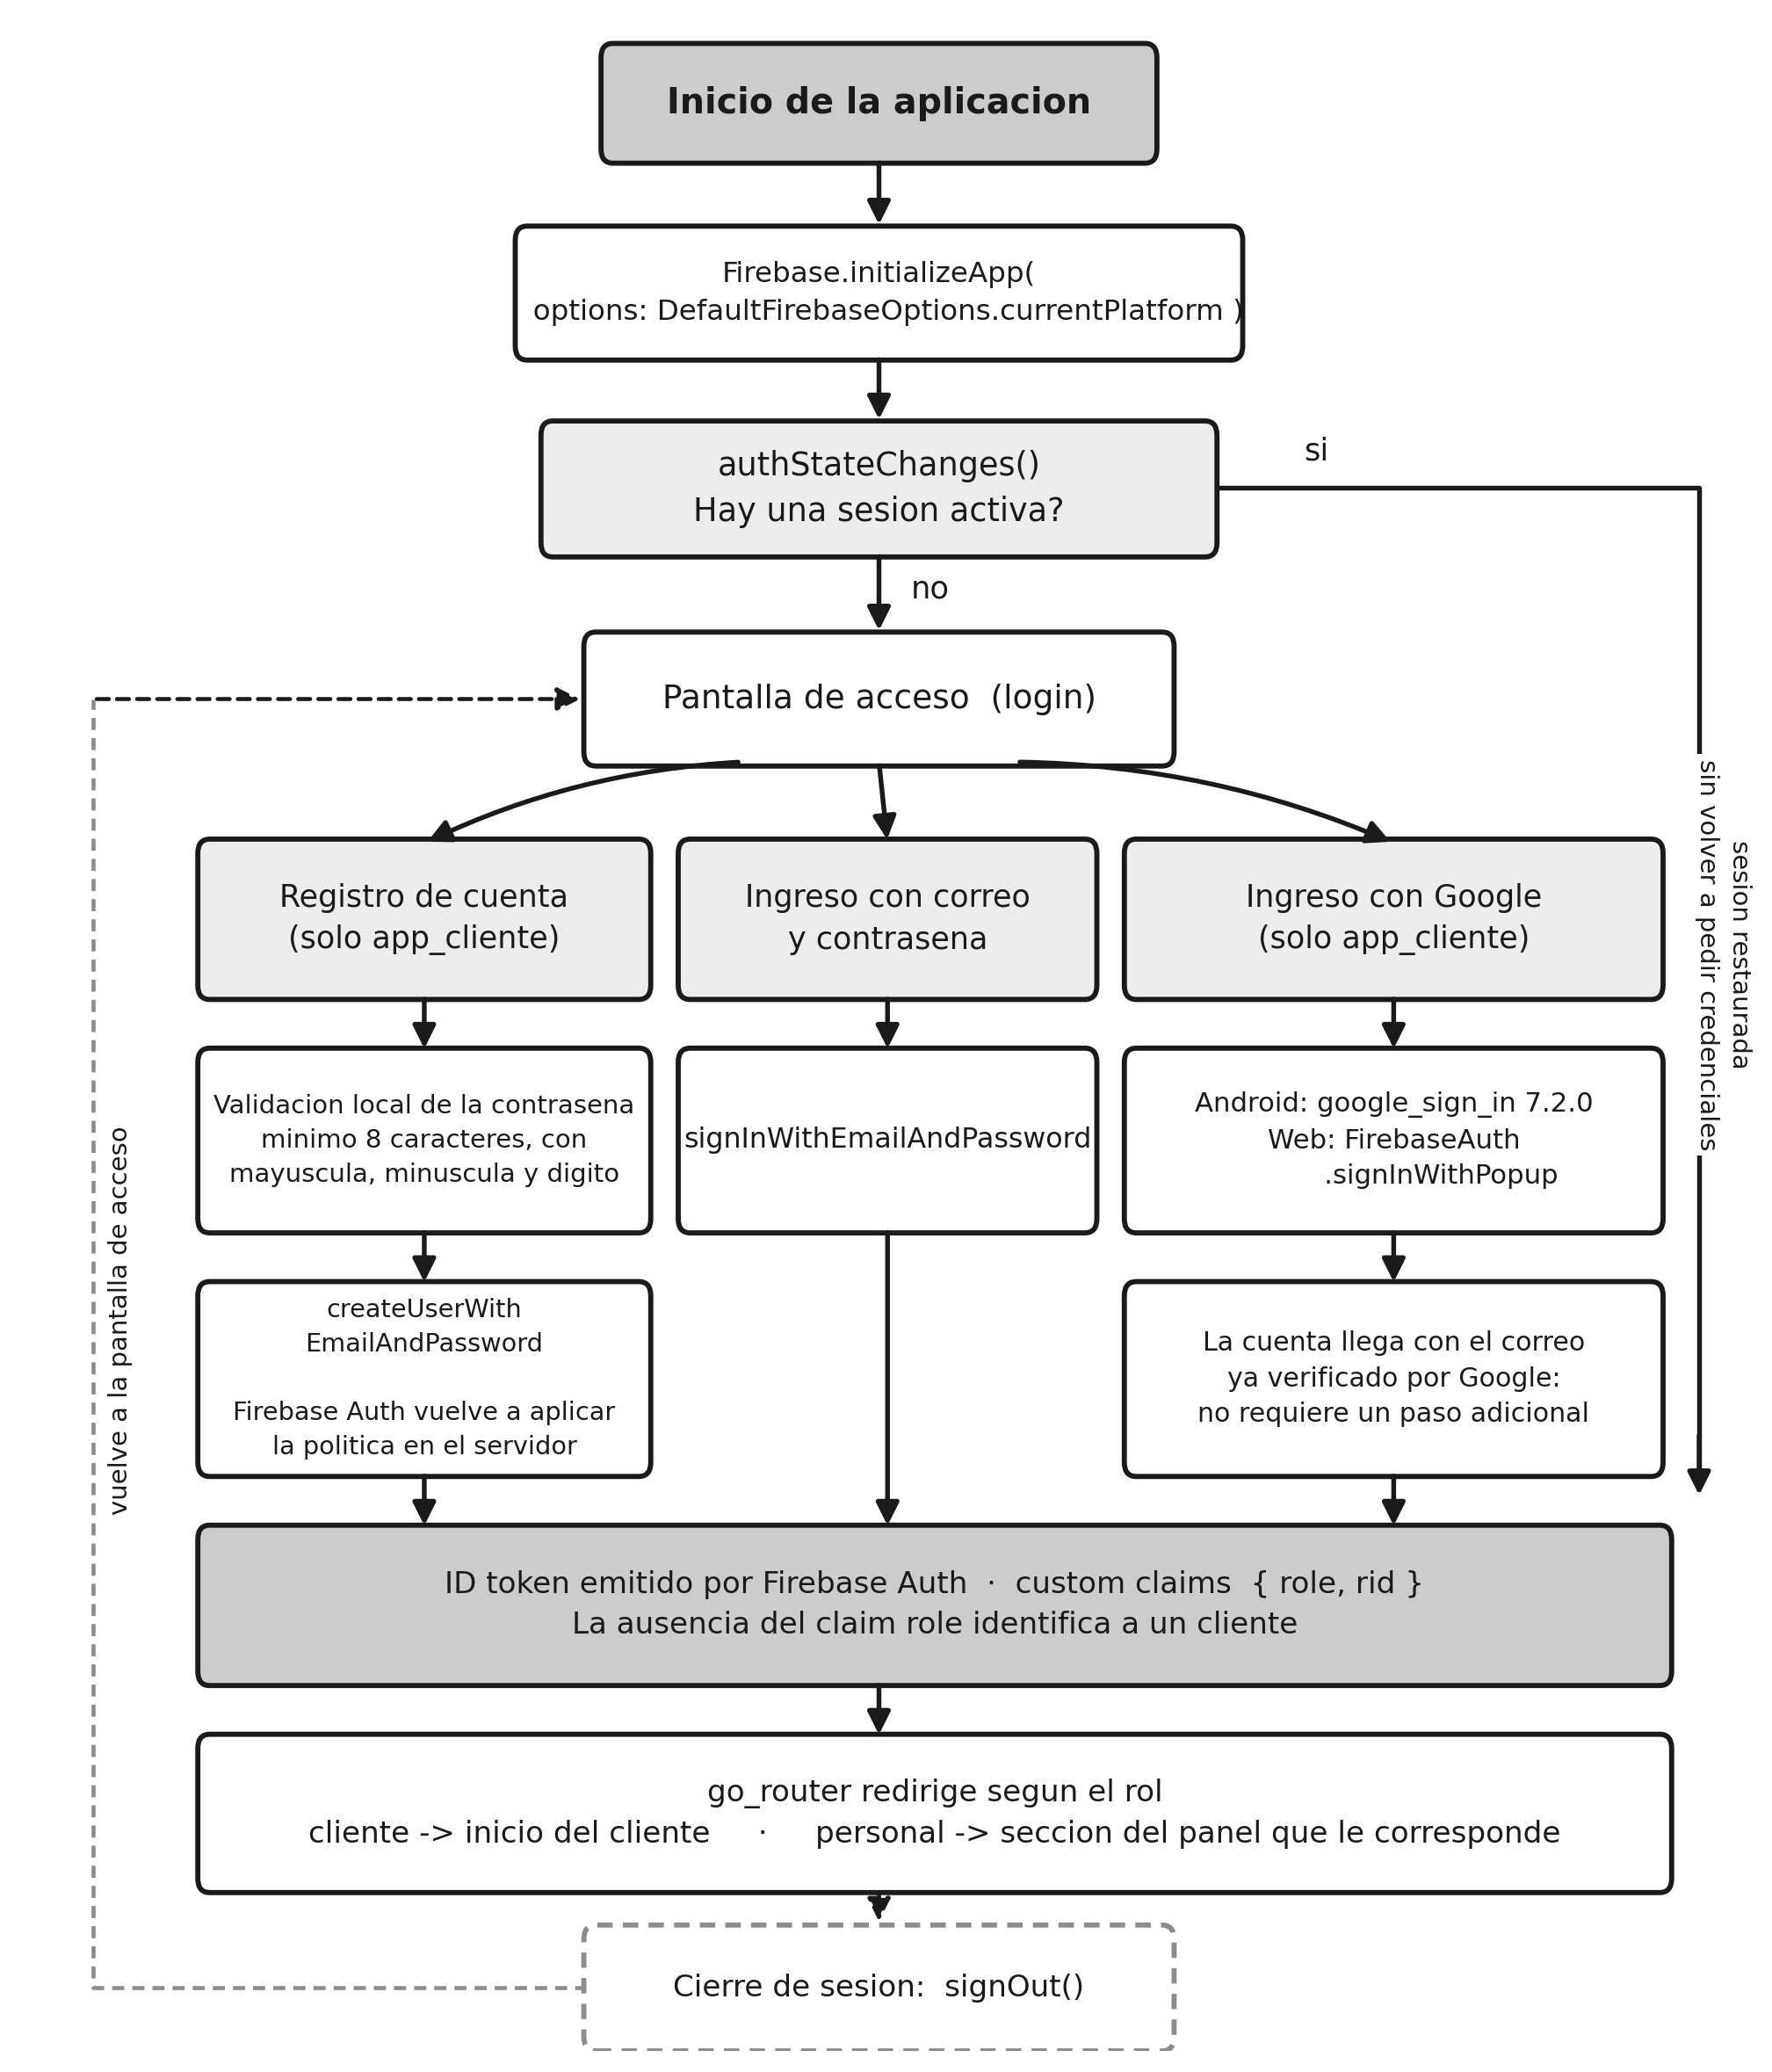 Inicio de la aplicacion
Firebase.initializeApp(
options: DefaultFirebaseOptions.currentPlatform )
authStateChanges()
Hay una sesion activa?
si
no
Pantalla de acceso  (login)
Registro de cuenta
(solo app_cliente)
Ingreso con correo
y contrasena
Ingreso con Google
(solo app_cliente)
sesion restaurada
sin volver a pedir credenciales
Validacion local de la contrasena
minimo 8 caracteres, con
mayuscula, minuscula y digito
signInWithEmailAndPassword
Android: google_sign_in 7.2.0
Web: FirebaseAuth
.signInWithPopup
vuelve a la pantalla de acceso
createUserWith
EmailAndPassword
Firebase Auth vuelve a aplicar
la politica en el servidor
La cuenta llega con el correo
ya verificado por Google:
no requiere un paso adicional
ID token emitido por Firebase Auth  ·  custom claims  { role, rid }
La ausencia del claim role identifica a un cliente
go_router redirige segun el rol
cliente -> inicio del cliente     ·     personal -> seccion del panel que le corresponde
Cierre de sesion:  signOut()